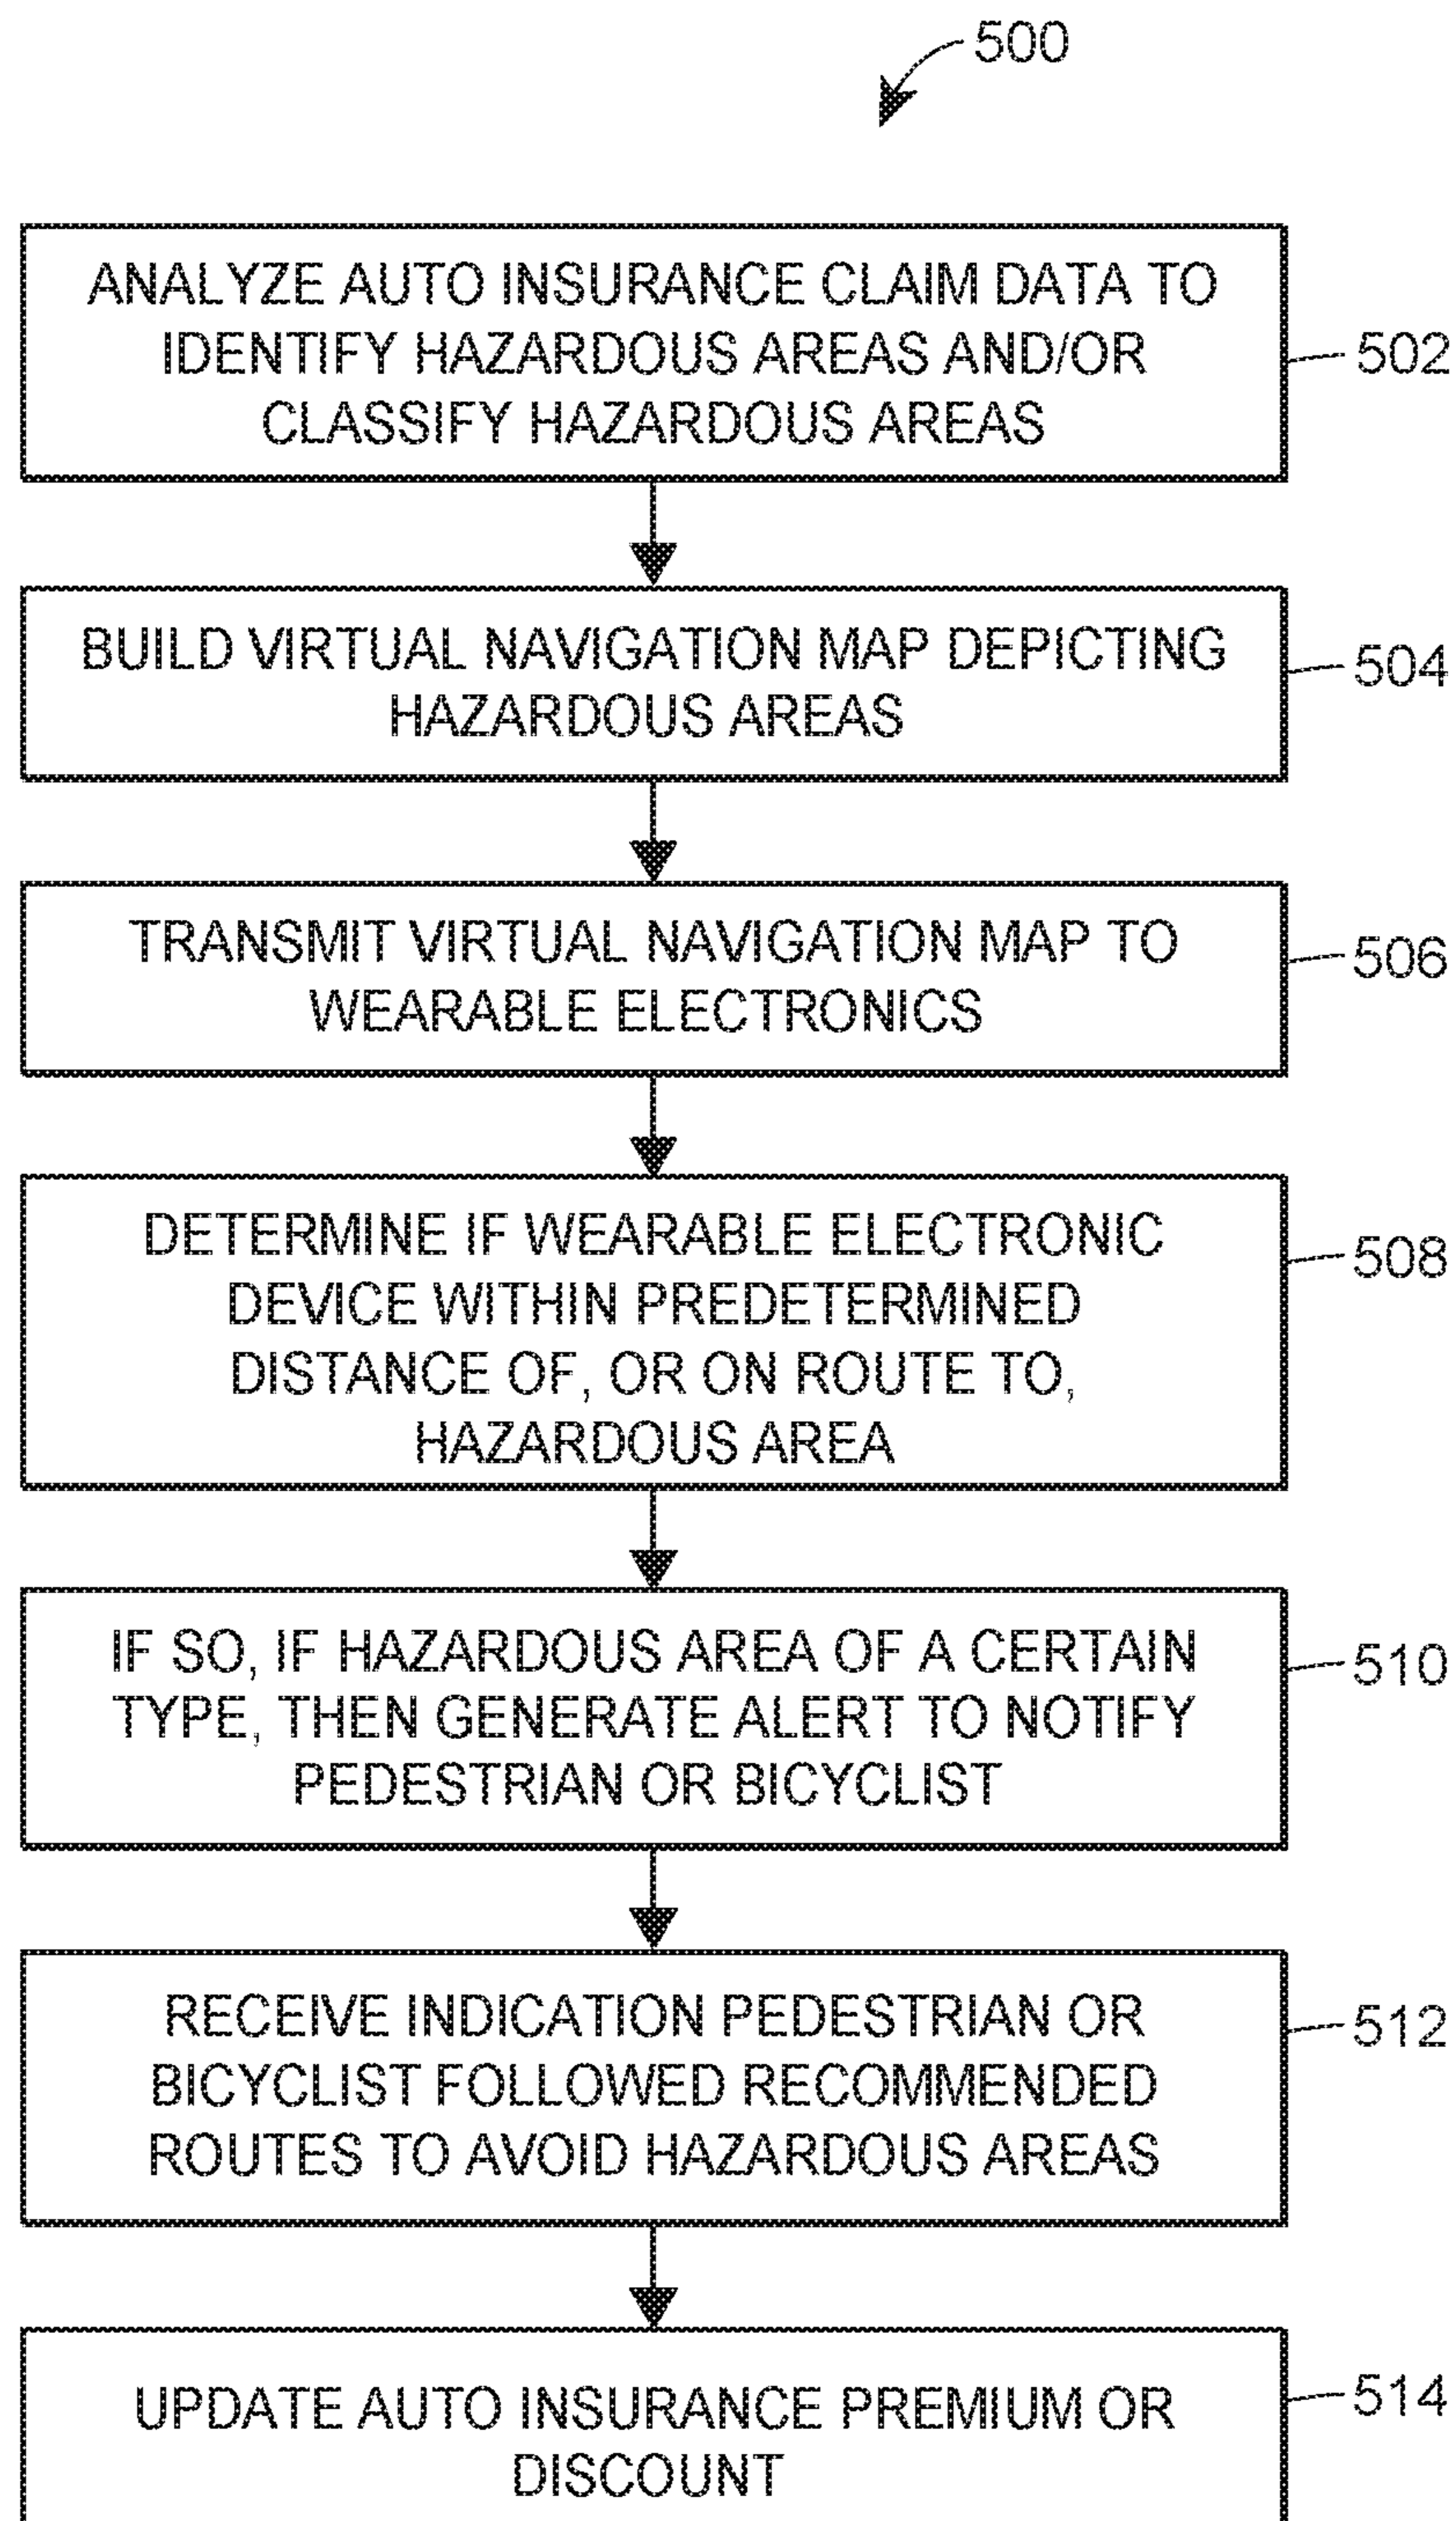 500
ANALYZE AUTO INSURANCE CLAIM DATA TO
IDENTIFY HAZARDOUS AREAS AND/OR
CLASSIFY HAZARDOUS AREAS
502
BUILD VIRTUAL NAVIGATION MAP DEPICTING
HAZARDOUS AREAS
504
TRANSMIT VIRTUAL NAVIGATION MAP TO
WEARABLE ELECTRONICS
506
DETERMINE IF WEARABLE ELECTRONIC
DEVICE WITHIN PREDETERMINED
DISTANCE OF, OR ON ROUTE TO,
HAZARDOUS AREA
508
IF SO, IF HAZARDOUS AREA OF A CERTAIN
TYPE, THEN GENERATE ALERT TO NOTIFY
PEDESTRIAN OR BICYCLIST
510
RECEIVE INDICATION PEDESTRIAN OR
BICYCLIST FOLLOWED RECOMMENDED
ROUTES TO AVOID HAZARDOUS AREAS
512
UPDATE AUTO INSURANCE PREMIUM OR
DISCOUNT
514